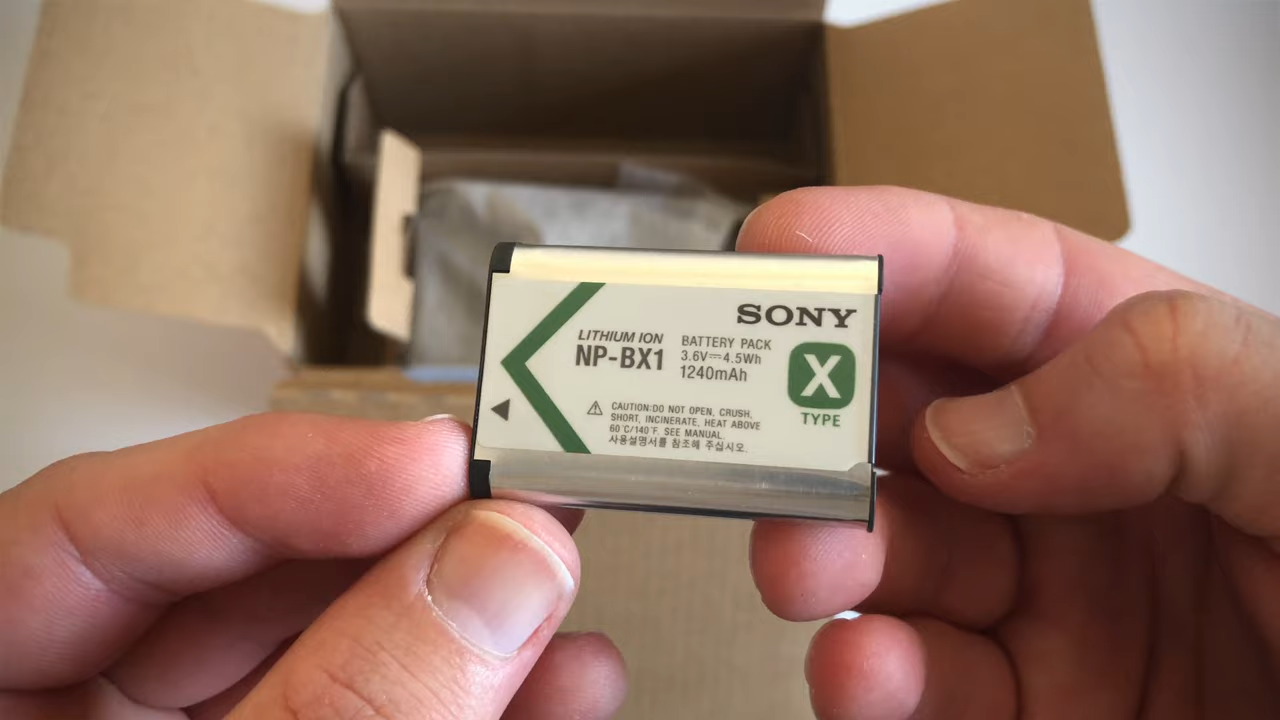 SONY
LITHIUM ION
NP-BX1
BATTERY PACK
3.6V⎓4.5Wh
1240mAh
X
TYPE
⚠ CAUTION:DO NOT OPEN, CRUSH,
SHORT, INCINERATE, HEAT ABOVE
60˚C/140˚F. SEE MANUAL.
사용설명서를 참조해 주십시오.